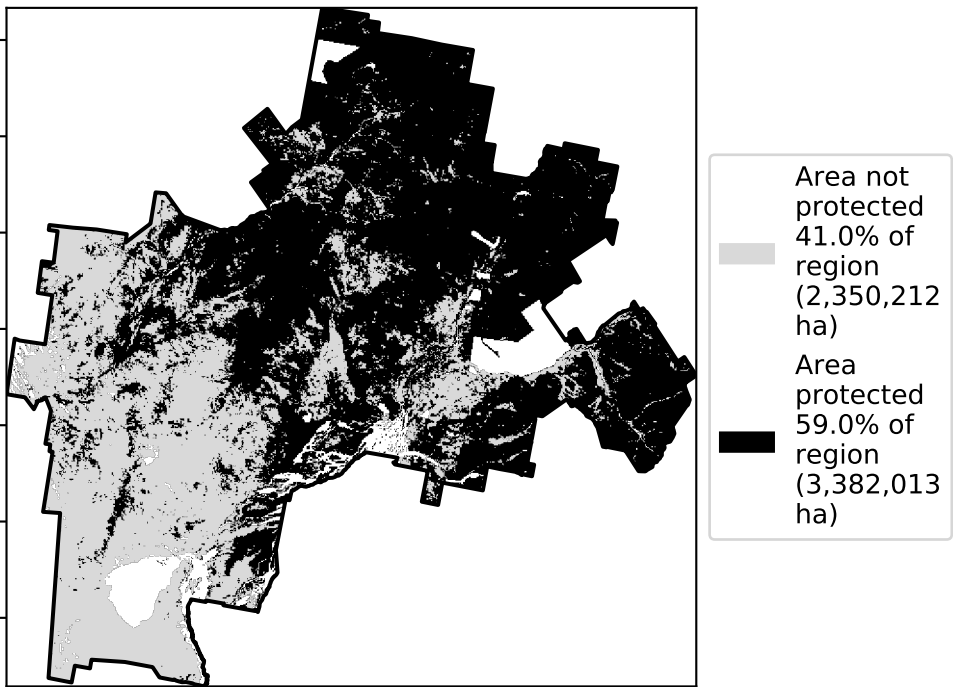 Area not
protected
41.0% of
region
(2,350,212
ha)
Area
protected
59.0% of
region
(3,382,013
ha)